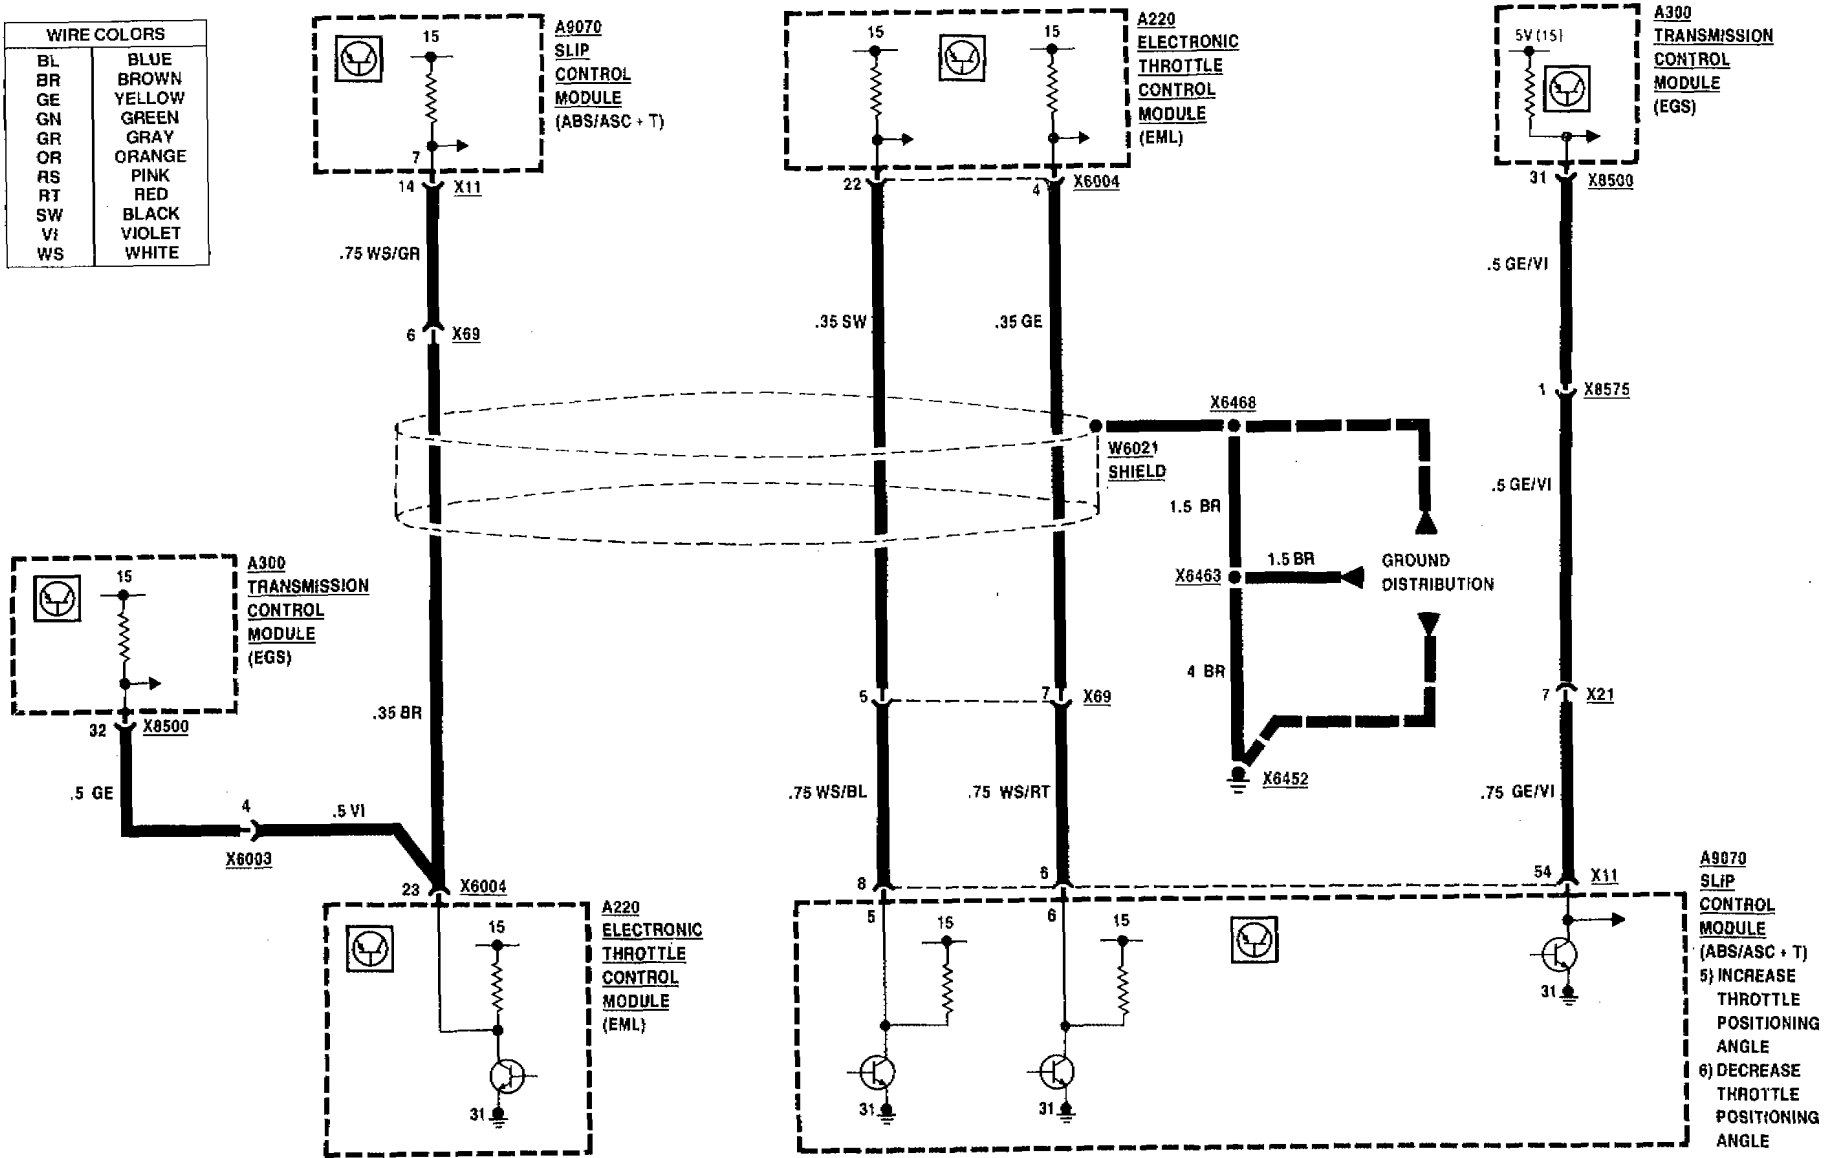 WIRE COLORS
BL BLUE
BR BROWN
GE YELLOW
GN GREEN
GR GRAY
OR ORANGE
RS PINK
RT RED
SW BLACK
VI VIOLET
WS WHITE
15
7
A9070
SLIP
CONTROL
MODULE
(ABS/ASC + T)
14
X11
.75 WS/GR
6
X69
15
15
A220
ELECTRONIC
THROTTLE
CONTROL
MODULE
(EML)
22
4
X6004
.35 SW
.35 GE
5V (15)
A300
TRANSMISSION
CONTROL
MODULE
(EGS)
31
X8500
.5 GE/VI
1
X8575
.5 GE/VI
X6468
W6021
SHIELD
1.5 BR
X6463
1.5 BR
GROUND
DISTRIBUTION
4 BR
X6452
15
A300
TRANSMISSION
CONTROL
MODULE
(EGS)
32
X8500
.5 GE
4
X6003
.5 VI
.35 BR
23
X6004
5
7
X69
7
X21
.75 WS/BL
.75 WS/RT
.75 GE/VI
8
6
54
X11
15
31
A220
ELECTRONIC
THROTTLE
CONTROL
MODULE
(EML)
5
15
31
6
15
31
31
A9070
SLIP
CONTROL
MODULE
(ABS/ASC + T)
5) INCREASE
THROTTLE
POSITIONING
ANGLE
6) DECREASE
THROTTLE
POSITIONING
ANGLE